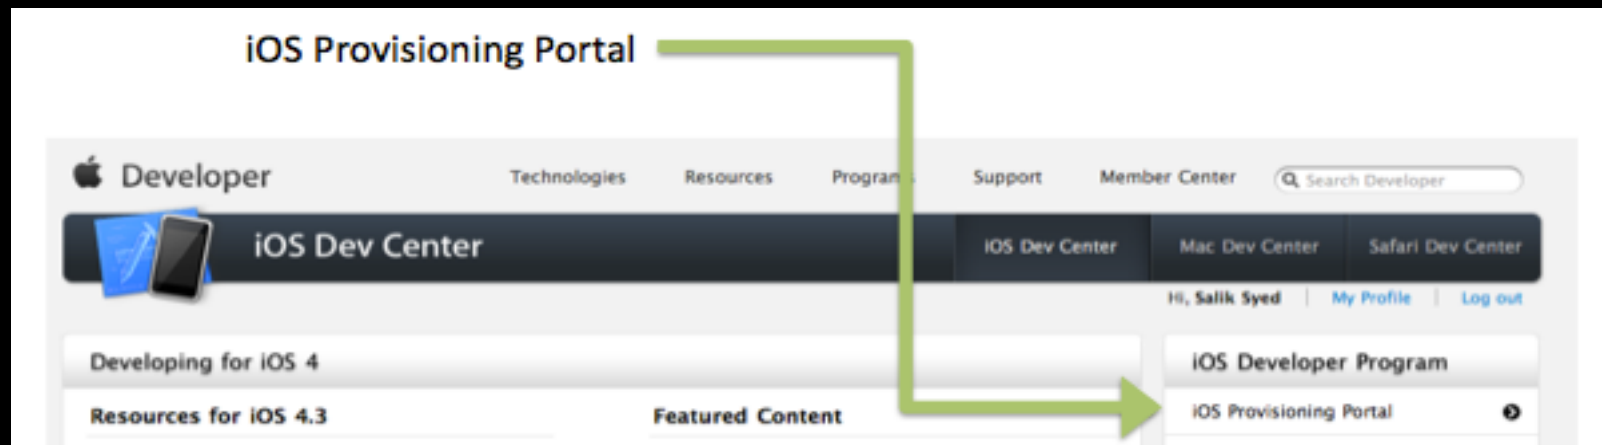 iOS Provisioning Portal
Developer Technologies Resources Programs Support Member Center Search Developer
iOS Dev Center iOS Dev Center Mac Dev Center Safari Dev Center
Hi, Salik Syed My Profile Log out
Developing for iOS 4 iOS Developer Program
Resources for iOS 4.3 Featured Content iOS Provisioning Portal